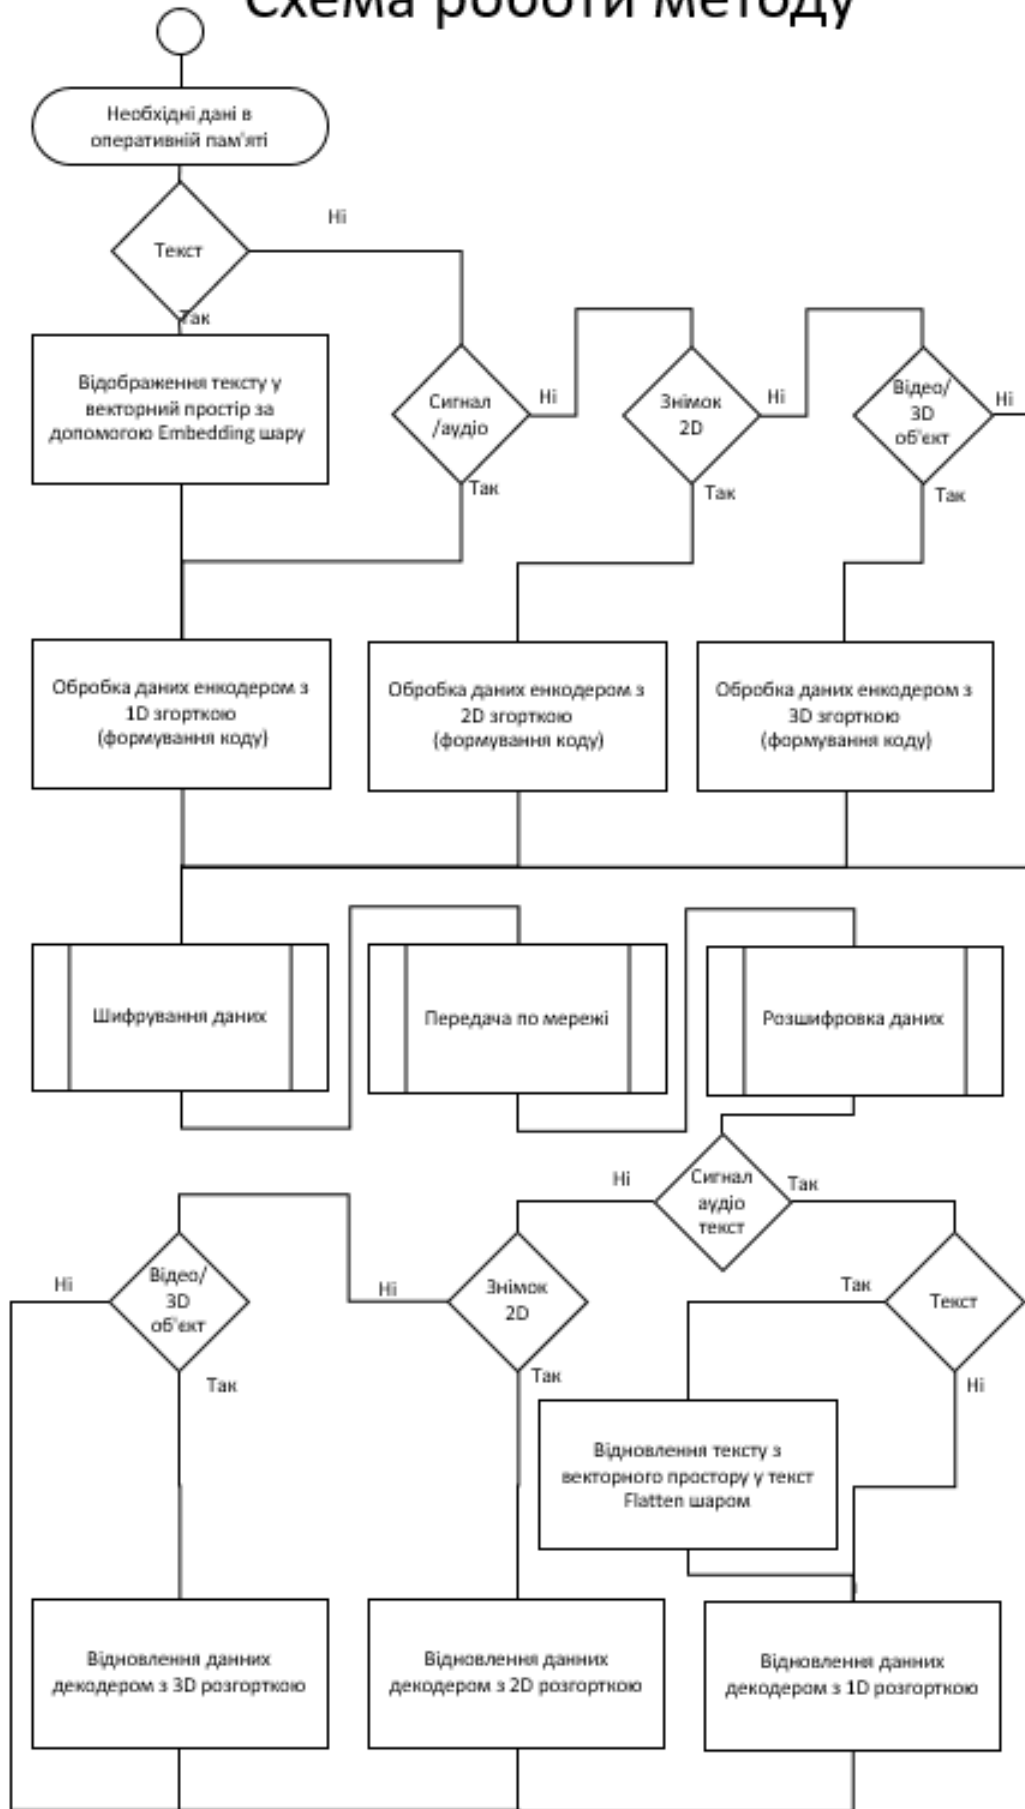 Схема роботи методу
Необхідні дані в
оперативній пам'яті
Текст
Ні
Так
Відображення тексту у
векторний простір за
допомогою Embedding шару
Сигнал
/аудіо
Ні
Так
Знімок
2D
Ні
Так
Відео/
3D
об'єкт
Ні
Так
Обробка даних енкодером з
1D згорткою
(формування коду)
Обробка даних енкодером з
2D згорткою
(формування коду)
Обробка даних енкодером з
3D згорткою
(формування коду)
Шифрування даних
Передача по мережі
Розшифровка даних
Сигнал
аудіо
текст
Ні
Так
Відео/
3D
об'єкт
Ні
Так
Знімок
2D
Ні
Так
Текст
Так
Ні
Відновлення тексту з
векторного простору у текст
Flatten шаром
Відновлення данних
декодером з 3D розгорткою
Відновлення данних
декодером з 2D розгорткою
Відновлення данних
декодером з 1D розгорткою